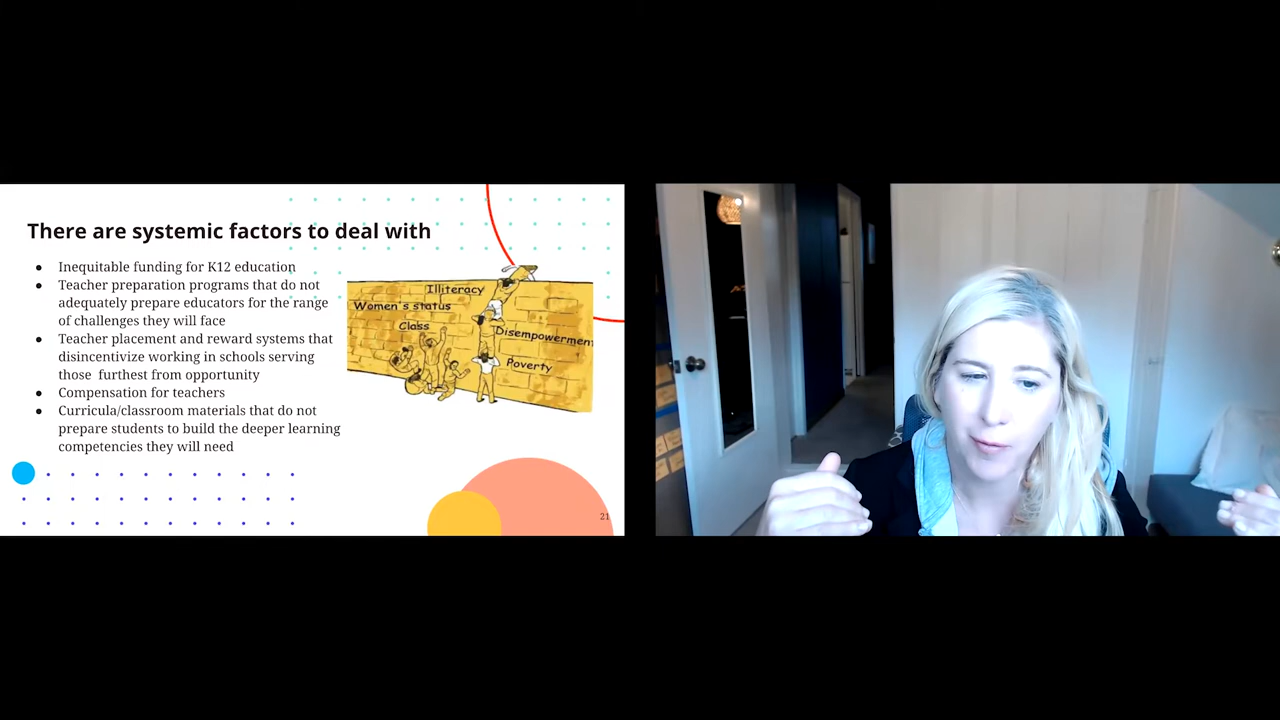 There are systemic factors to deal with
● Inequitable funding for K12 education
● Teacher preparation programs that do not
adequately prepare educators for the range
of challenges they will face
● Teacher placement and reward systems that
disincentivize working in schools serving
those  furthest from opportunity
● Compensation for teachers
● Curricula/classroom materials that do not
prepare students to build the deeper learning
competencies they will need
Illiteracy
Women's status
Class
Disempowermen
Poverty
21